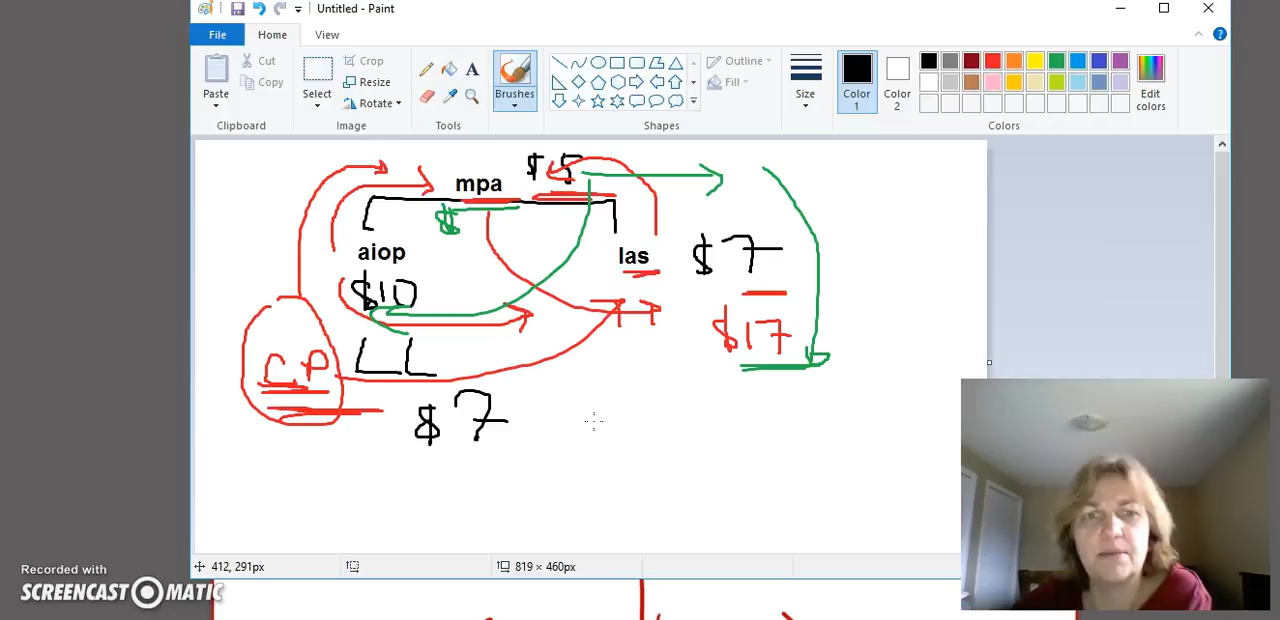 Untitled - Paint
File Home View
Paste
Cut
Copy
Clipboard
Select
Crop
Resize
Rotate
Image
Tools
Brushes
Shapes
Outline
Fill
Size
Color 1
Color 2
Edit colors
Colors
$5
mpa
$
aiop
las
$7
$10
$17
LL
$7
412, 291px
819 × 460px
Recorded with
SCREENCAST MATIC